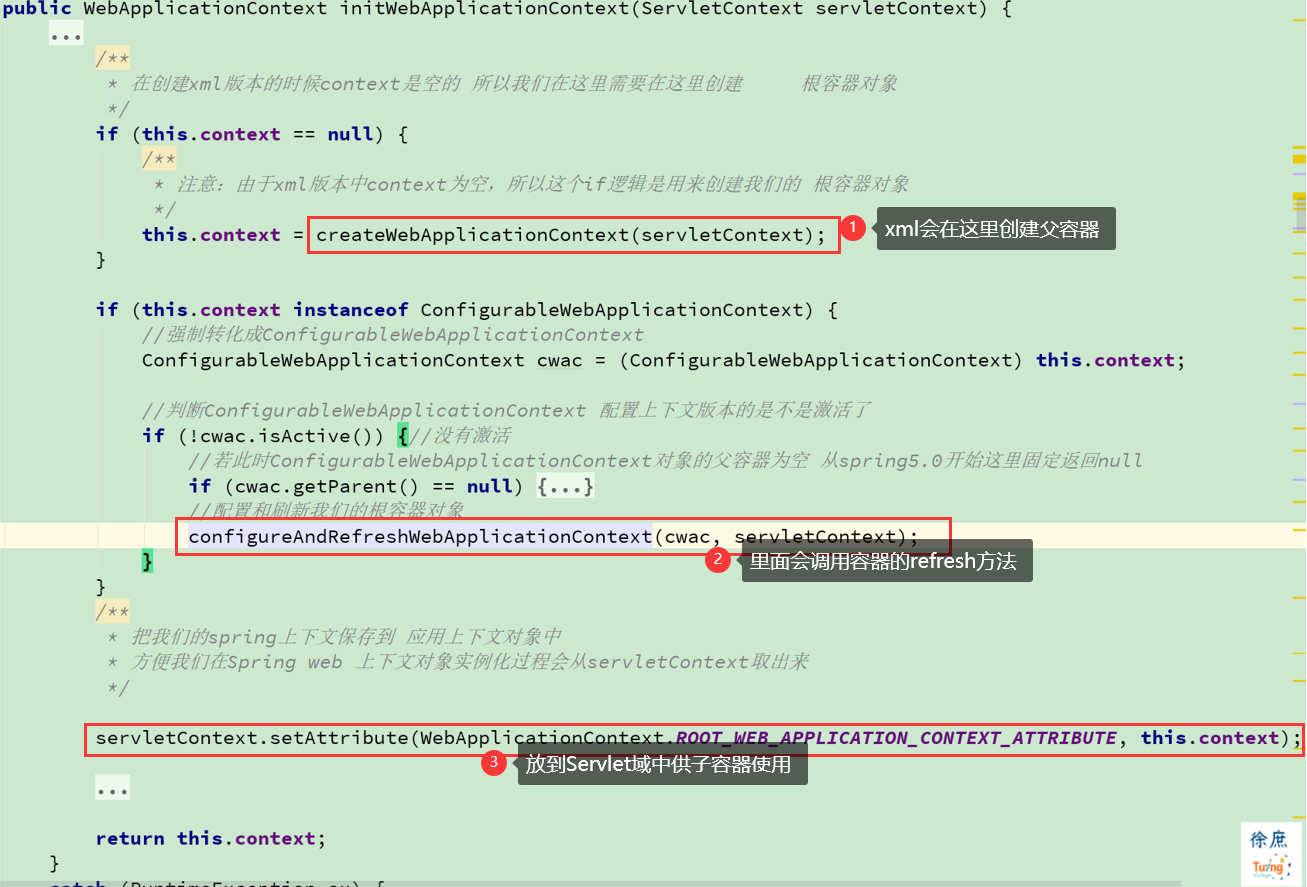 public WebApplicationContext initWebApplicationContext(ServletContext servletContext) {
...
/**
* 在创建xml版本的时候context是空的 所以我们在这里需要在这里创建 根容器对象
*/
if (this.context == null) {
/**
* 注意：由于xml版本中context为空，所以这个if逻辑是用来创建我们的 根容器对象
*/
this.context = createWebApplicationContext(servletContext);
1 xml会在这里创建父容器
}
if (this.context instanceof ConfigurableWebApplicationContext) {
//强制转化成ConfigurableWebApplicationContext
ConfigurableWebApplicationContext cwac = (ConfigurableWebApplicationContext) this.context;
//判断ConfigurableWebApplicationContext 配置上下文版本的是不是激活了
if (!cwac.isActive()) {//没有激活
//若此时ConfigurableWebApplicationContext对象的父容器为空 从spring5.0开始这里固定返回null
if (cwac.getParent() == null) {...}
//配置和刷新我们的根容器对象
configureAndRefreshWebApplicationContext(cwac, servletContext);
2 里面会调用容器的refresh方法
}
}
/**
* 把我们的spring上下文保存到 应用上下文对象中
* 方便我们在Spring web 上下文对象实例化过程会从servletContext取出来
*/
servletContext.setAttribute(WebApplicationContext.ROOT_WEB_APPLICATION_CONTEXT_ATTRIBUTE, this.context);
3 放到Servlet域中供子容器使用
...
return this.context;
}
catch (RuntimeException ex) {
徐庶
Tuling